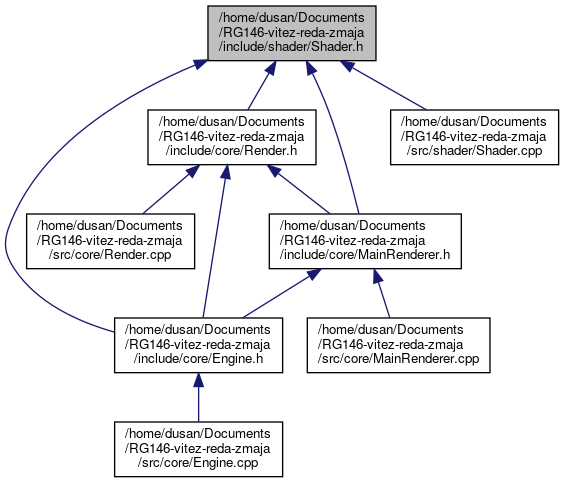 /home/dusan/Documents
/RG146-vitez-reda-zmaja
/include/shader/Shader.h
/home/dusan/Documents
/RG146-vitez-reda-zmaja
/include/core/Render.h
/home/dusan/Documents
/RG146-vitez-reda-zmaja
/src/shader/Shader.cpp
/home/dusan/Documents
/RG146-vitez-reda-zmaja
/src/core/Render.cpp
/home/dusan/Documents
/RG146-vitez-reda-zmaja
/include/core/MainRenderer.h
/home/dusan/Documents
/RG146-vitez-reda-zmaja
/include/core/Engine.h
/home/dusan/Documents
/RG146-vitez-reda-zmaja
/src/core/MainRenderer.cpp
/home/dusan/Documents
/RG146-vitez-reda-zmaja
/src/core/Engine.cpp